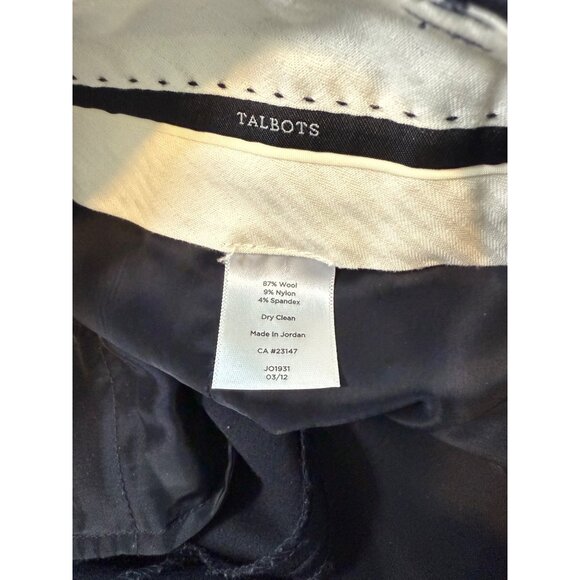 TALBOTS
87% Wool
9% Nylon
4% Spandex
Dry Clean
Made In Jordan
CA #23147
JO1931
03/12